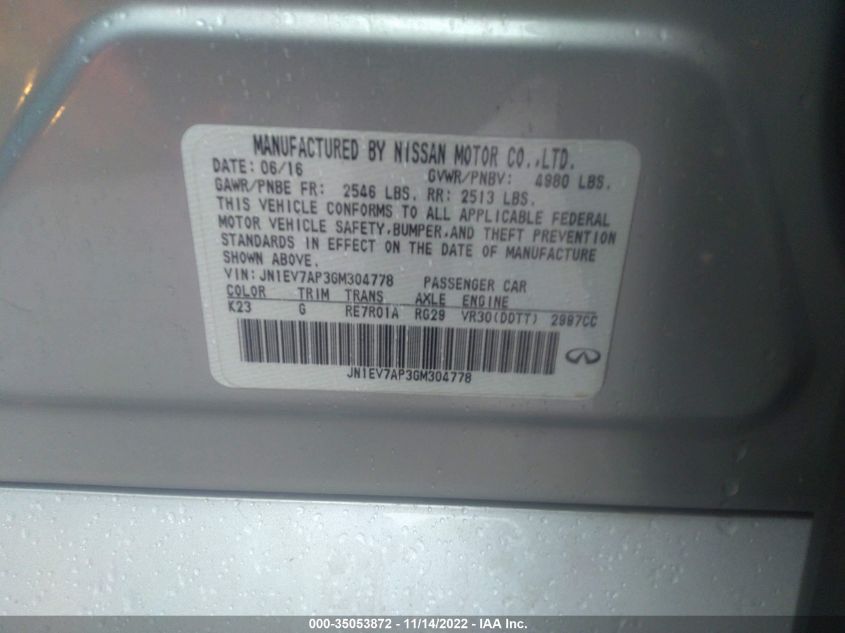 MANUFACTURED BY NISSAN MOTOR CO.,LTD.
DATE: 06/16 GVWR/PNBV: 4980 LBS.
GAWR/PNBE FR: 2546 LBS. RR: 2513 LBS.
THIS VEHICLE CONFORMS TO ALL APPLICABLE FEDERAL
MOTOR VEHICLE SAFETY,BUMPER,AND THEFT PREVENTION
STANDARDS IN EFFECT ON THE DATE OF MANUFACTURE
SHOWN ABOVE.
VIN: JN1EV7AP3GM304778 PASSENGER CAR
COLOR TRIM TRANS AXLE ENGINE
K23 G RE7R01A RG29 VR30(DDTT) 2997CC
JN1EV7AP3GM304778
000-35053872 - 11/14/2022 - IAA Inc.